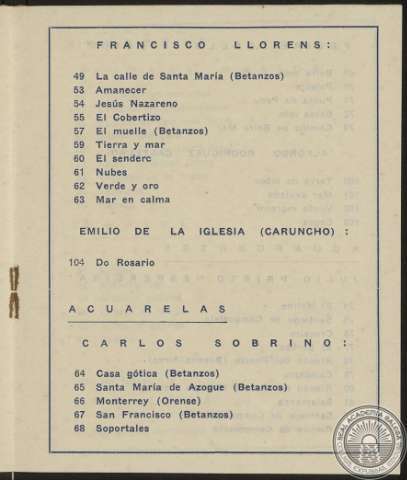 FRANCISCO LLORENS:
49 La calle de Santa María (Betanzos)
53 Amanecer
54 Jesús Nazareno
55 El Cobertizo
57 El muelle (Betanzos)
59 Tierra y mar
60 El senderc
61 Nubes
62 Verde y oro
63 Mar en calma
EMILIO DE LA IGLESIA (CARUNCHO) :
104 Do Rosario
ACUARELAS
CARLOS SOBRINO:
64 Casa gótica (Betanzos)
65 Santa María de Azogue (Betanzos)
66 Monterrey (Orense)
67 San Francisco (Betanzos)
68 Soportales
REAL ACADEMIA GALEGA